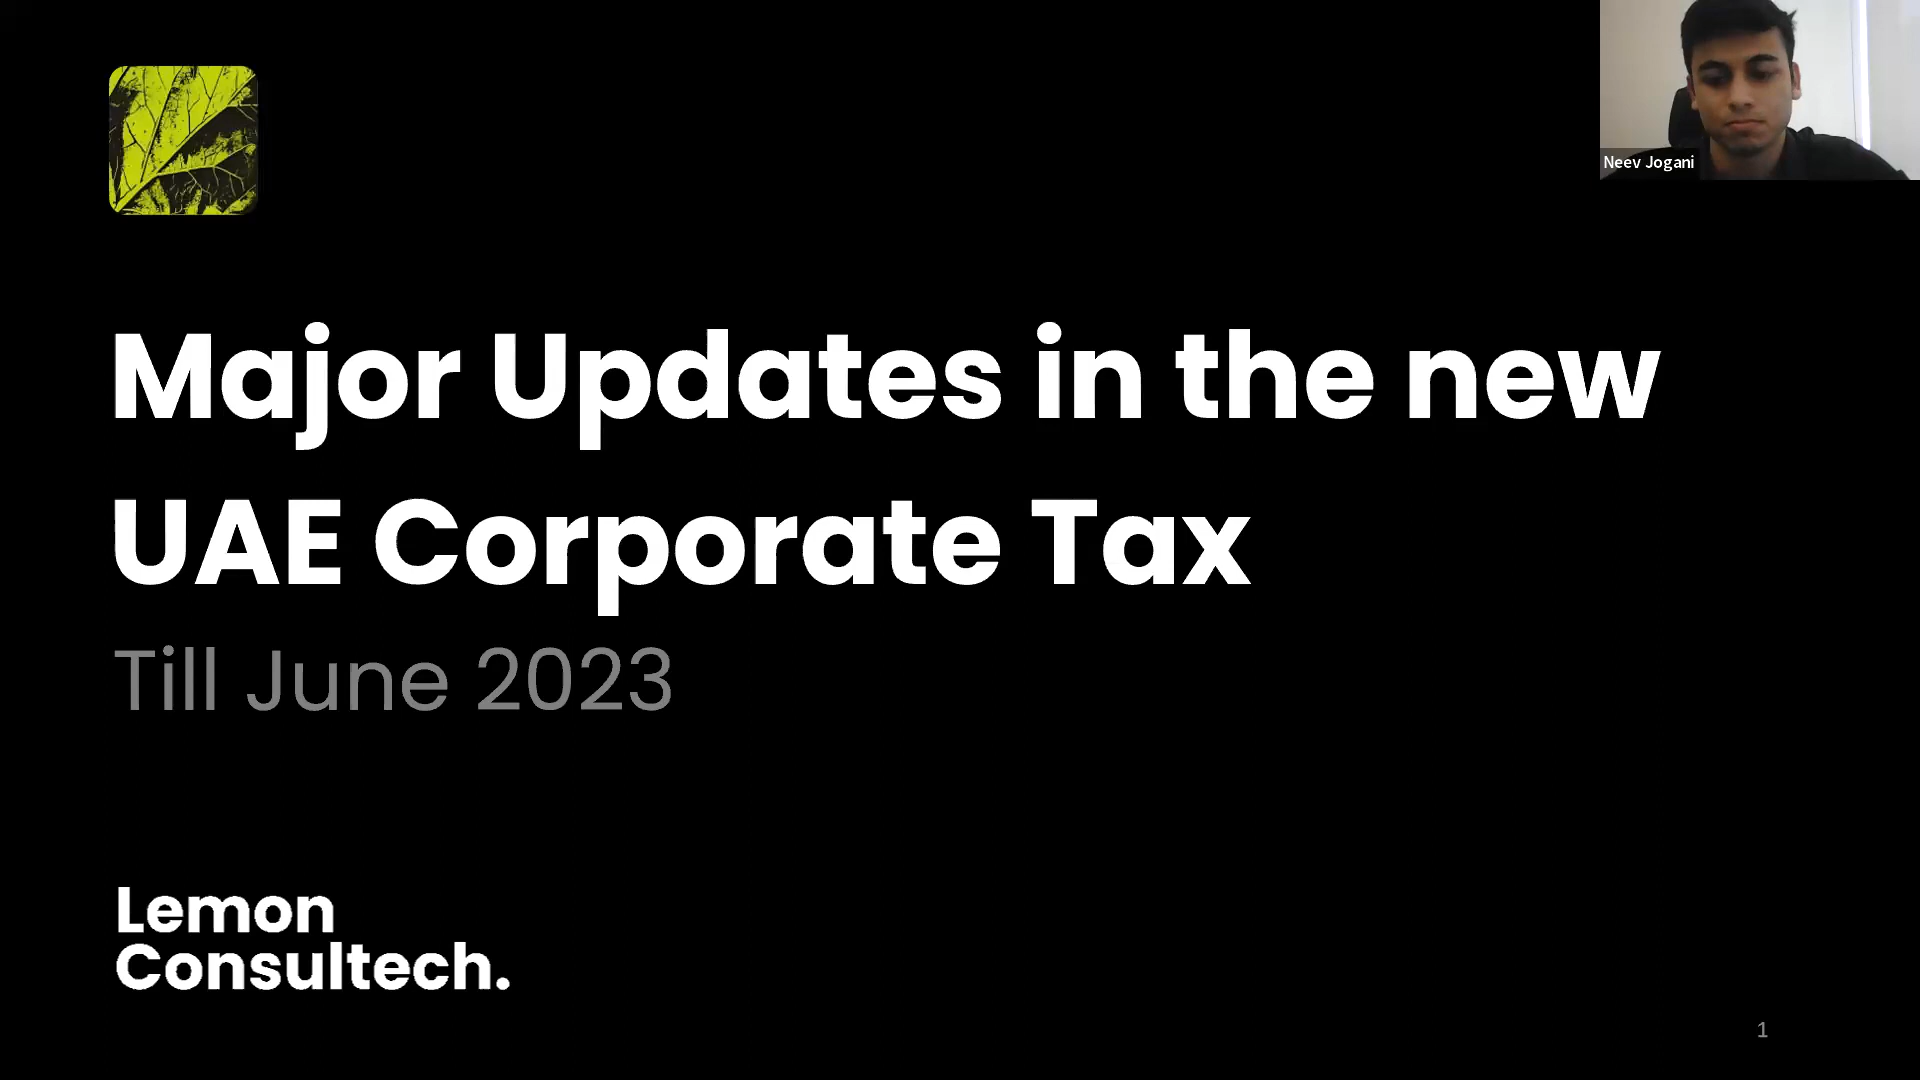 Neev Jogani
Major Updates in the new
UAE Corporate Tax
Till June 2023
Lemon
Consultech.
1